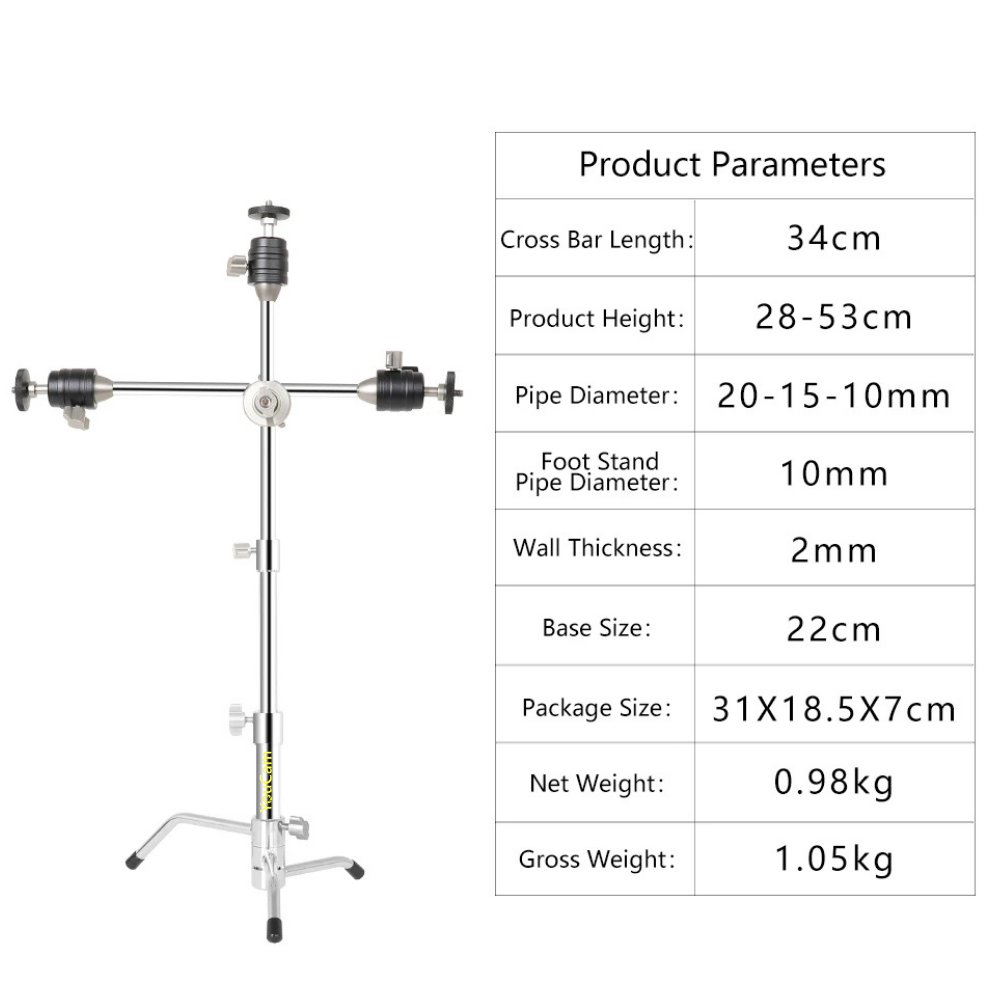 Product Parameters
Cross Bar Length: 34cm
Product Height: 28-53cm
Pipe Diameter: 20-15-10mm
Foot Stand
Pipe Diameter: 10mm
Wall Thickness: 2mm
Base Size: 22cm
Package Size: 31X18.5X7cm
Net Weight: 0.98kg
Gross Weight: 1.05kg
YouCam